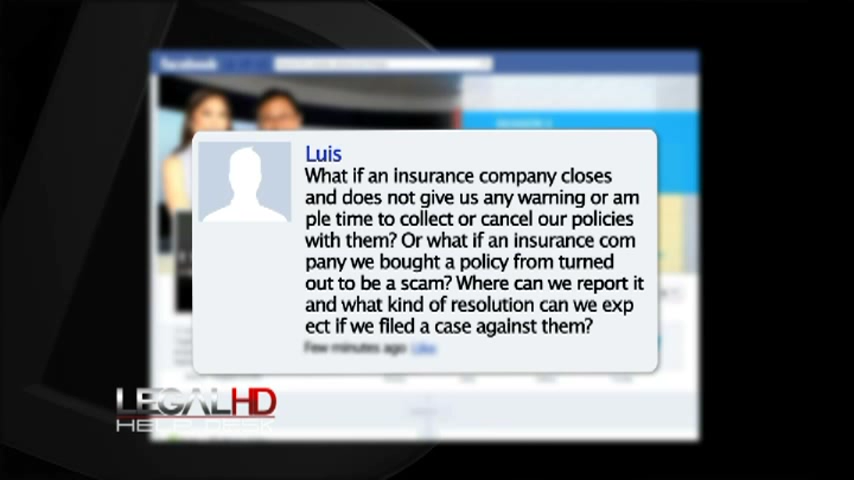 facebook
Luis
What if an insurance company closes
and does not give us any warning or am
ple time to collect or cancel our policies
with them? Or what if an insurance com
pany we bought a policy from turned
out to be a scam? Where can we report it
and what kind of resolution can we exp
ect if we filed a case against them?
Few minutes ago Like
LEGALHD
HELP DESK